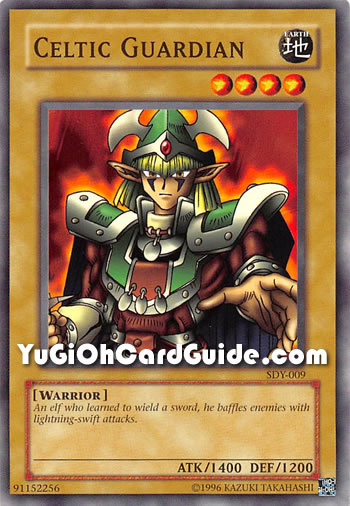 CELTIC GUARDIAN
EARTH
地
YuGiOhCardGuide.com
SDY-009
[ WARRIOR ]
An elf who learned to wield a sword, he baffles enemies with
lightning-swift attacks.
ATK/1400 DEF/1200
91152256
©1996 KAZUKI TAKAHASHI